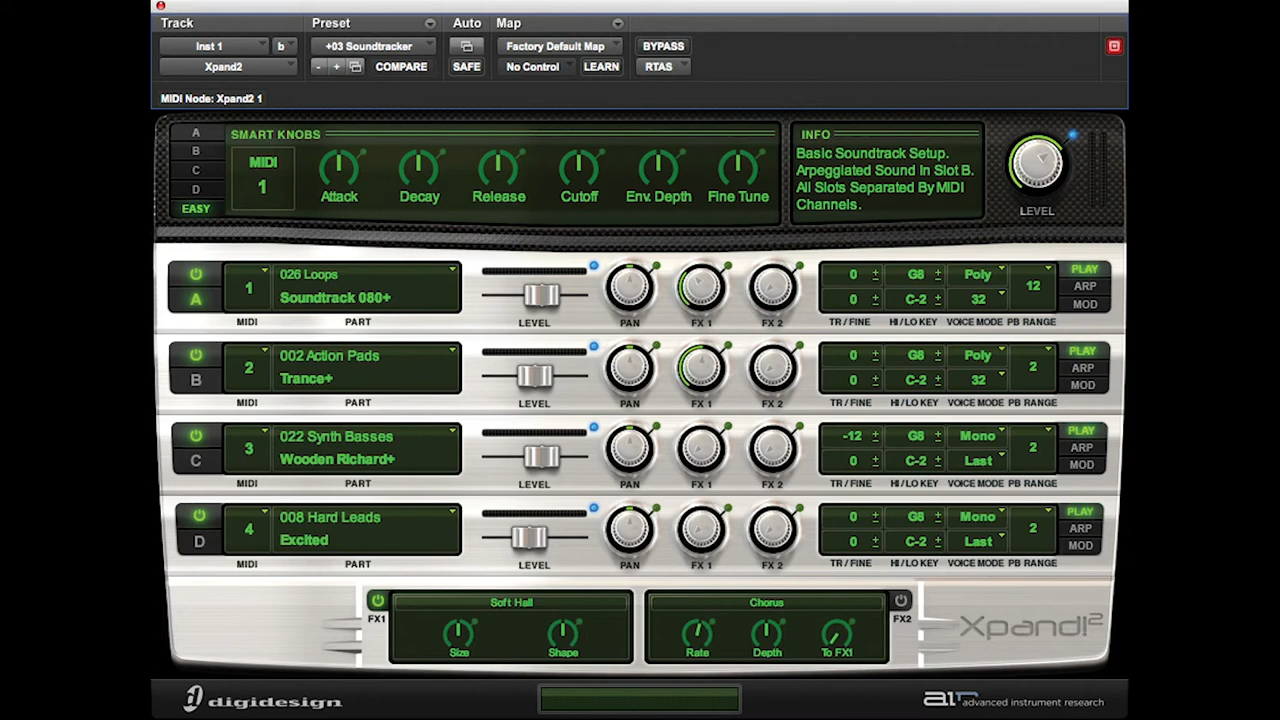 Track Preset Auto Map
Inst 1 b +03 Soundtracker Factory Default Map BYPASS
Xpand2 - + COMPARE SAFE No Control LEARN RTAS
MIDI Node: Xpand2 1
A
B
C
D
EASY
SMART KNOBS
MIDI
1
Attack Decay Release Cutoff Env. Depth Fine Tune
INFO
Basic Soundtrack Setup.
Arpeggiated Sound In Slot B.
All Slots Separated By MIDI
Channels.
LEVEL
A 1 026 Loops
Soundtrack 080+
0 ± G8 ± Poly 12 PLAY
0 ± C-2 ± 32 ARP
MOD
MIDI PART LEVEL PAN FX 1 FX 2 TR / FINE HI / LO KEY VOICE MODE PB RANGE
B 2 002 Action Pads
Trance+
0 ± G8 ± Poly 2 PLAY
0 ± C-2 ± 32 ARP
MOD
MIDI PART LEVEL PAN FX 1 FX 2 TR / FINE HI / LO KEY VOICE MODE PB RANGE
C 3 022 Synth Basses
Wooden Richard+
-12 ± G8 ± Mono 2 PLAY
0 ± C-2 ± Last ARP
MOD
MIDI PART LEVEL PAN FX 1 FX 2 TR / FINE HI / LO KEY VOICE MODE PB RANGE
D 4 008 Hard Leads
Excited
0 ± G8 ± Mono 2 PLAY
0 ± C-2 ± Last ARP
MOD
MIDI PART LEVEL PAN FX 1 FX 2 TR / FINE HI / LO KEY VOICE MODE PB RANGE
FX1 Soft Hall
Size Shape
Chorus FX2
Rate Depth To FX1
Xpand!2
digidesign
AIR advanced instrument research